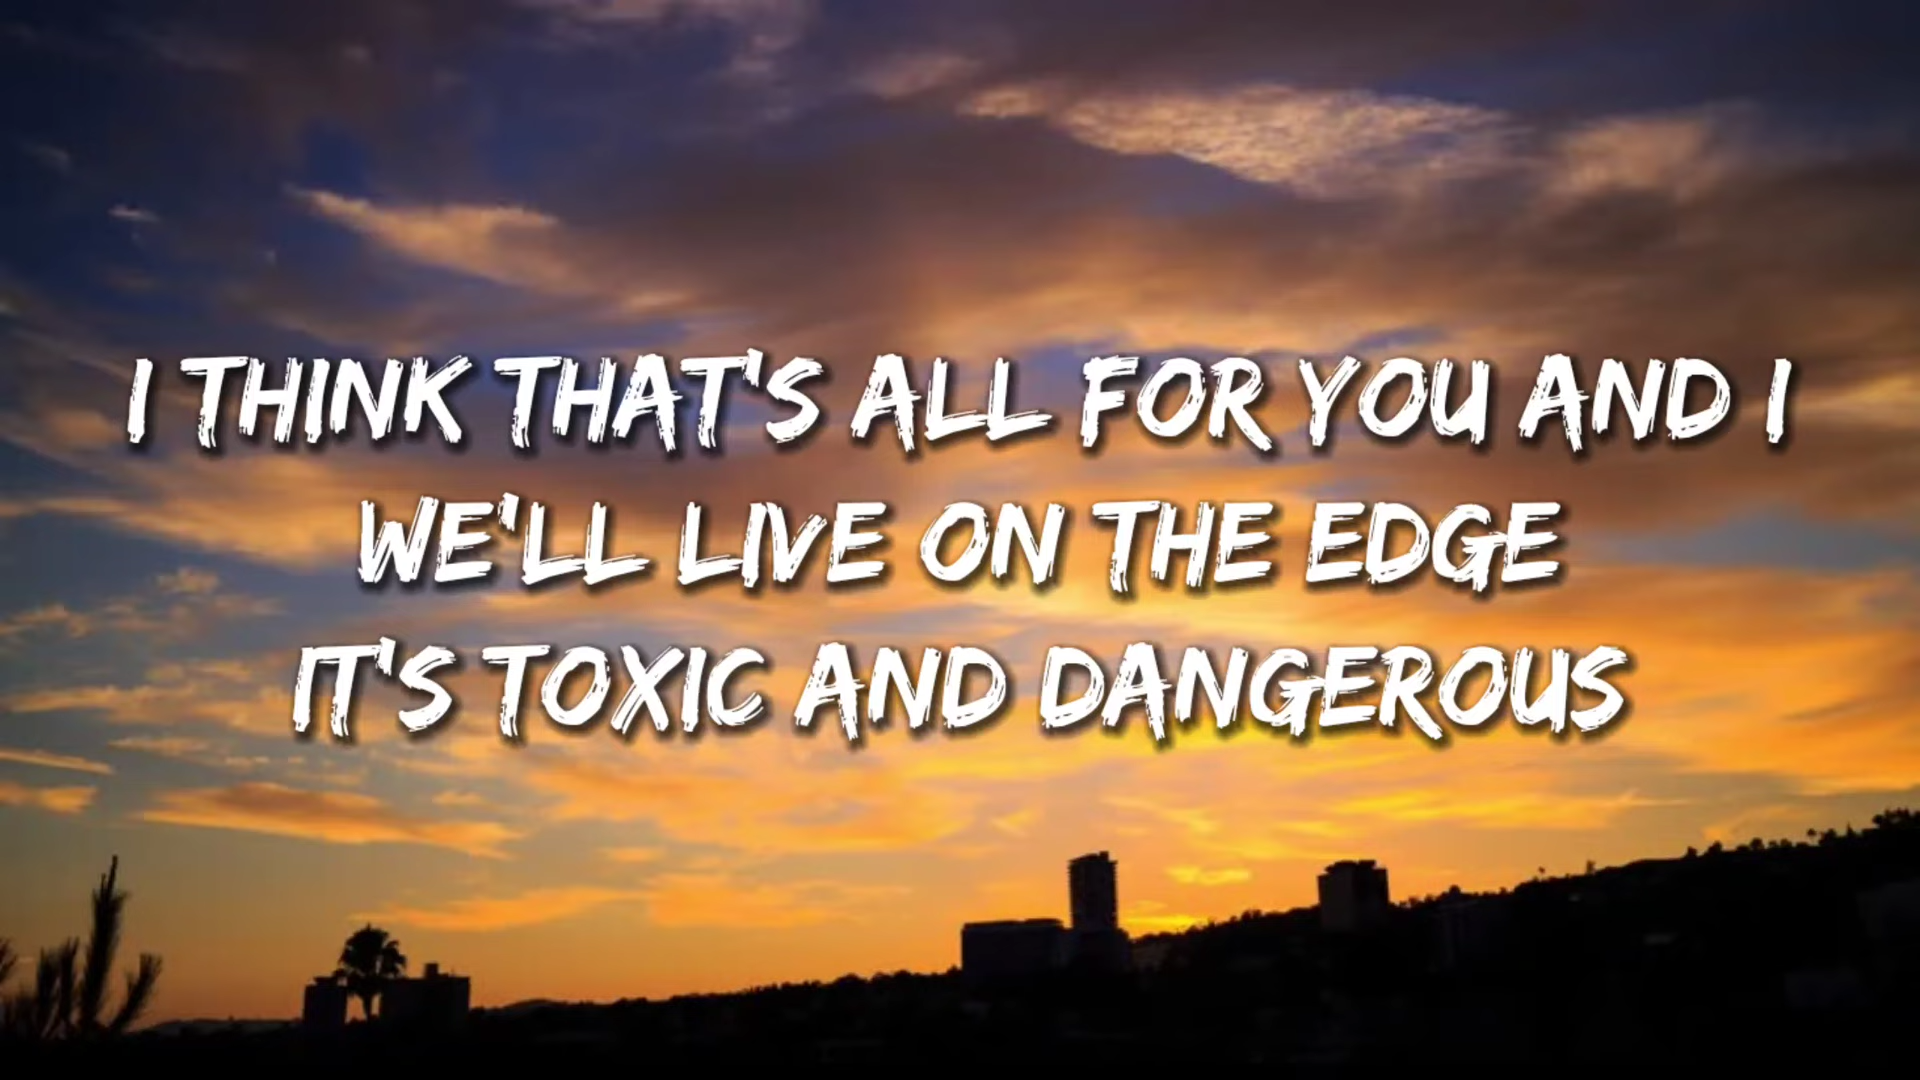 I THINK THAT'S ALL FOR YOU AND I
WE'LL LIVE ON THE EDGE
IT'S TOXIC AND DANGEROUS